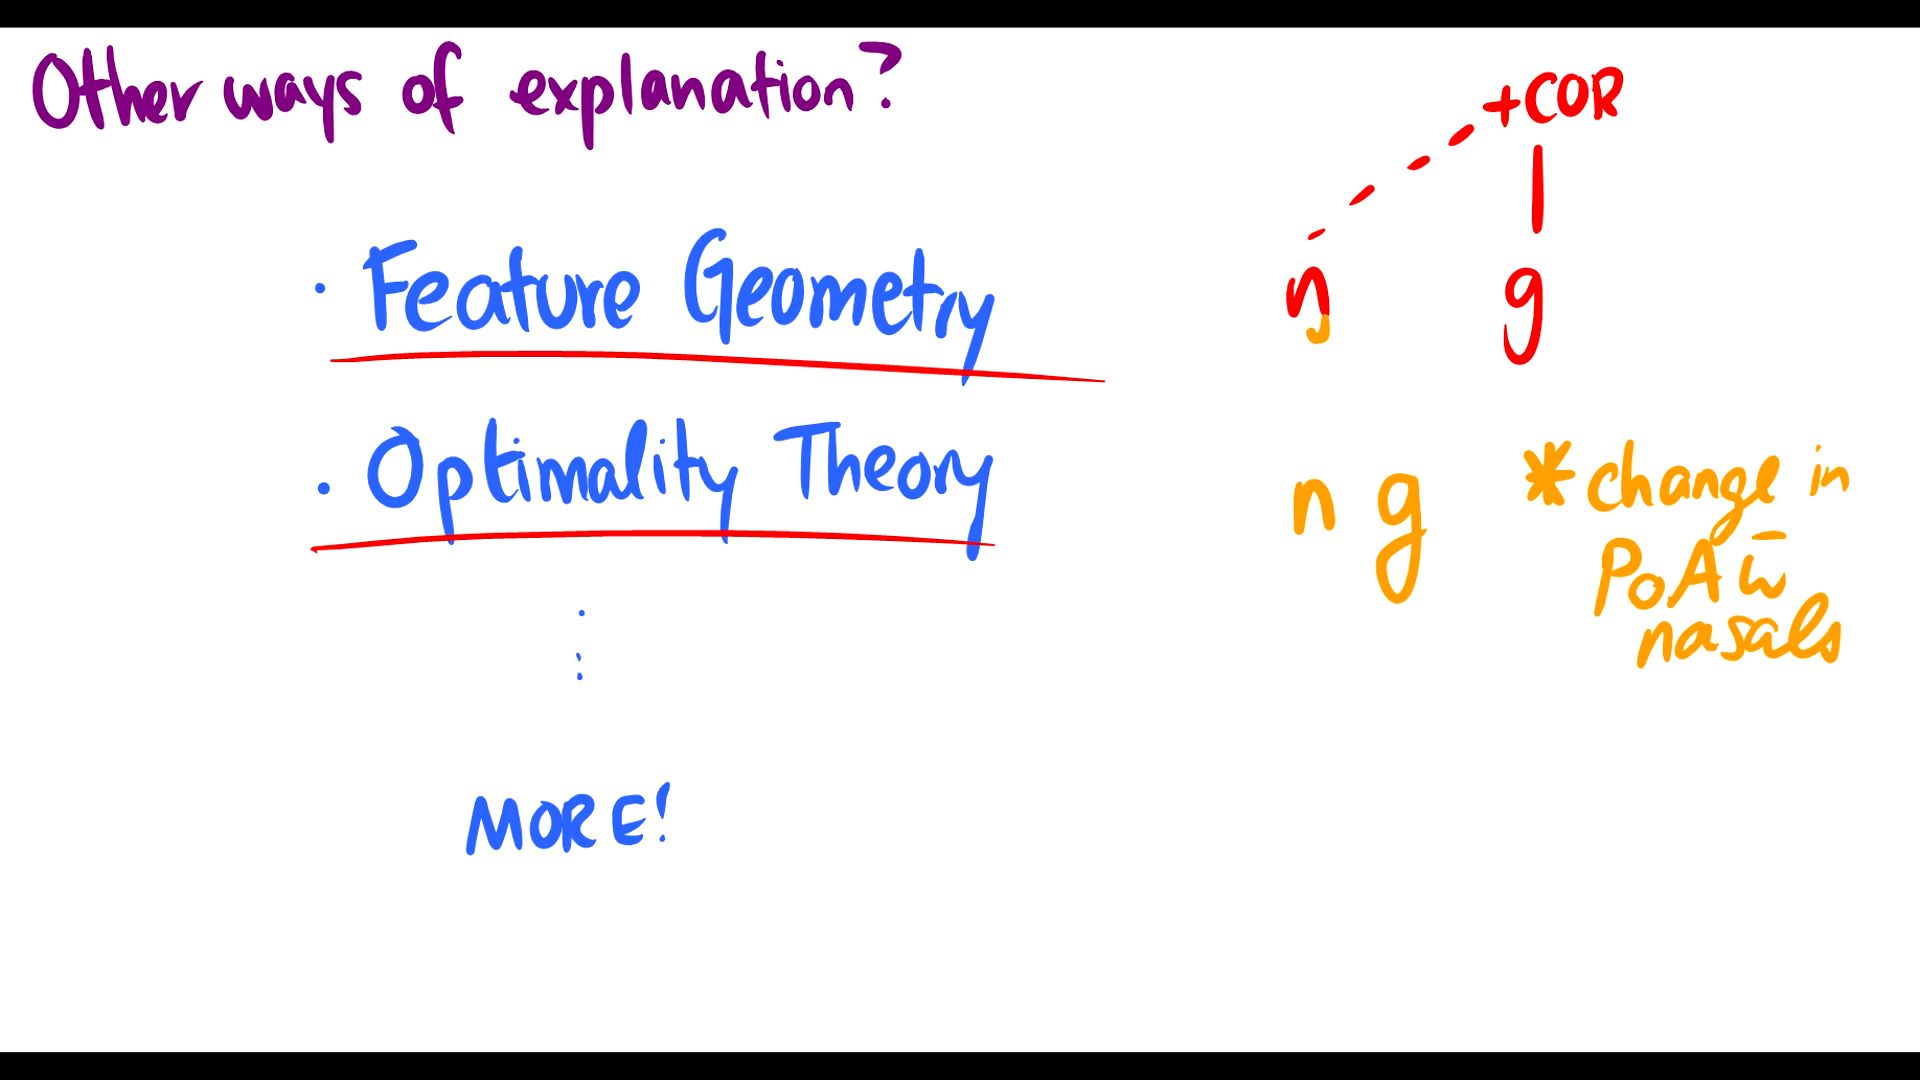 Other ways of explanation?
+COR
· Feature Geometry
ŋ g
· Optimality Theory
n g
* change in
PoA w̄
nasals
MORE!